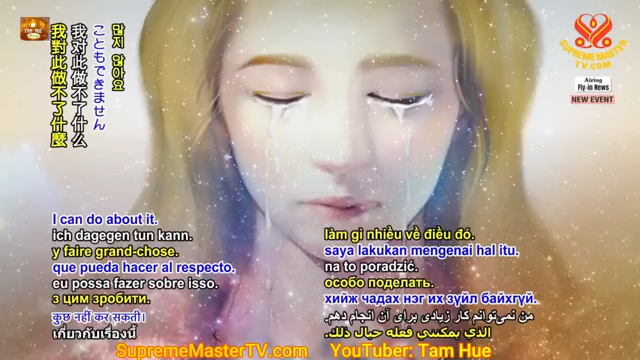 많지 않아요
こともできません
我对此做不了什么
我對此做不了什麼
SUPREME MASTER
TV.COM
Airing
Fly-in News
NEW EVENT
I can do about it.
ich dagegen tun kann.
y faire grand-chose.
que pueda hacer al respecto.
eu possa fazer sobre isso.
з цим зробити.
कुछ नहीं कर सकती।
เกี่ยวกับเรื่องนี้
làm gì nhiều về điều đó.
saya lakukan mengenai hal itu.
na to poradzić.
особо поделать.
хийж чадах нэг их зүйл байхгүй.
من نمی‌توانم کار زیادی برای آن انجام دهم.
الذي يمكنني فعله حيال ذلك.
SupremeMasterTV.com
YouTuber: Tam Hue